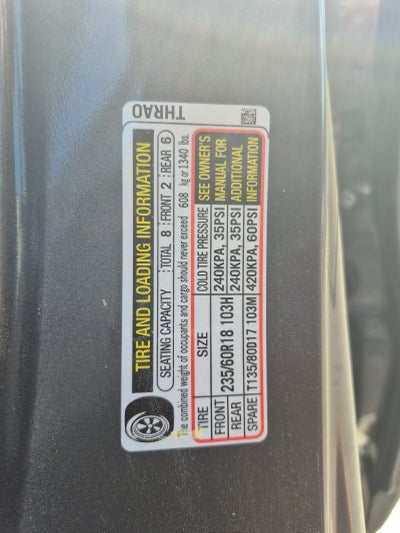 THRAO
TIRE AND LOADING INFORMATION
SEATING CAPACITY TOTAL 8 FRONT 2 REAR 6
The combined weight of occupants and cargo should never exceed 608 kg or 1340 lbs.
TIRE SIZE COLD TIRE PRESSURE SEE OWNER'S MANUAL FOR ADDITIONAL INFORMATION
FRONT 235/60R18 103H 240KPA, 35PSI
REAR 240KPA, 35PSI
SPARE T135/80D17 103M 420KPA, 60PSI